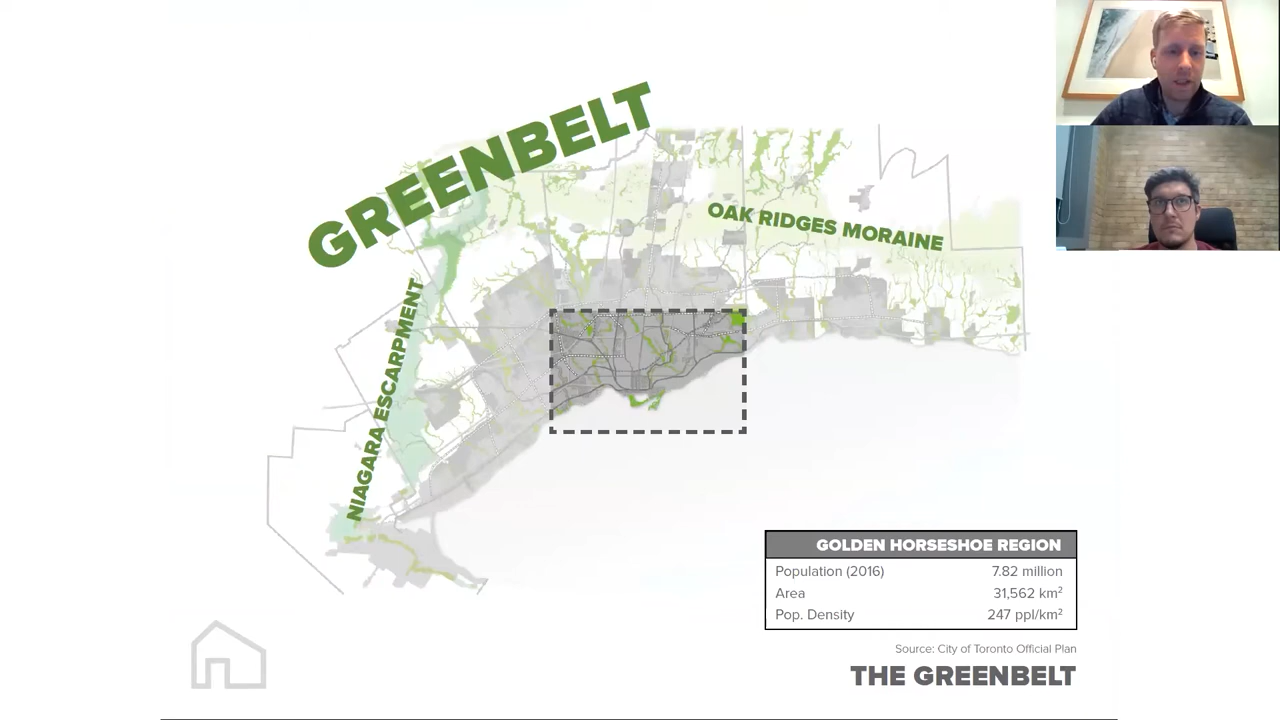 GREENBELT
OAK RIDGES MORAINE
NIAGARA ESCARPMENT
GOLDEN HORSESHOE REGION
Population (2016) 7.82 million
Area 31,562 km²
Pop. Density 247 ppl/km²
Source: City of Toronto Official Plan
THE GREENBELT